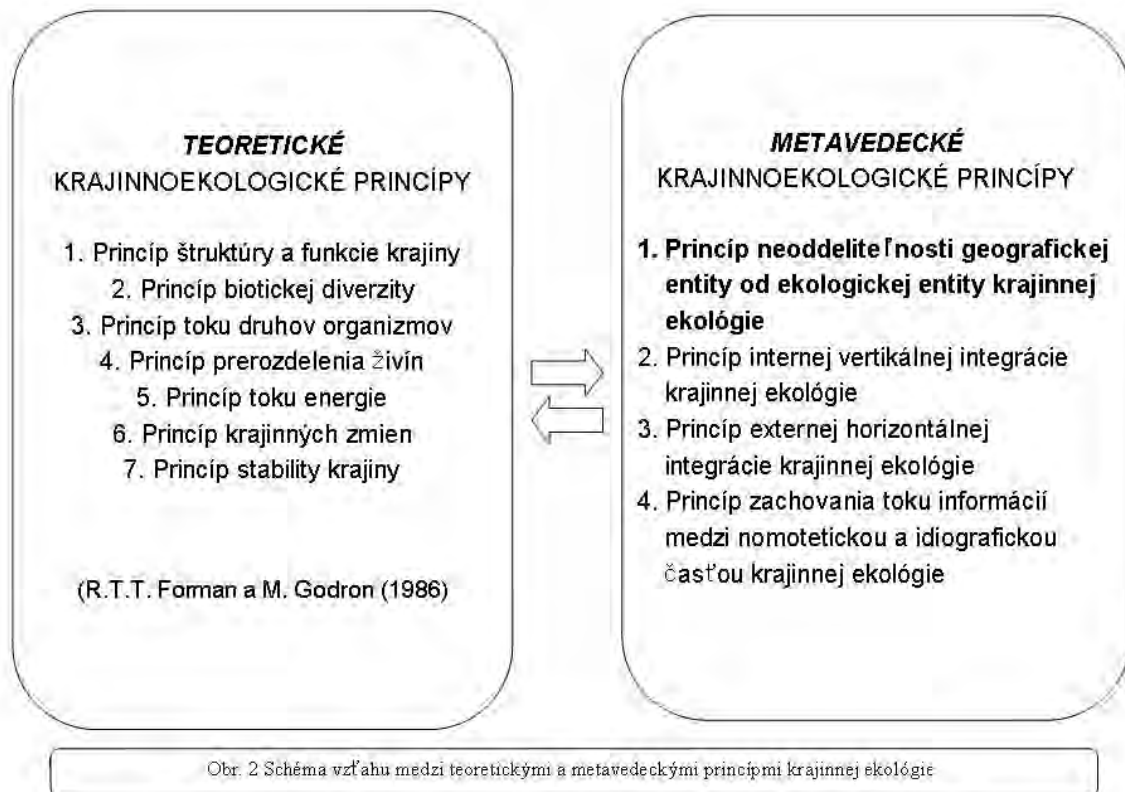 TEORETICKÉ
KRAJINNOEKOLOGICKÉ PRINCÍPY
1. Princíp štruktúry a funkcie krajiny
2. Princíp biotickej diverzity
3. Princíp toku druhov organizmov
4. Princíp prerozdelenia živín
5. Princíp toku energie
6. Princíp krajinných zmien
7. Princíp stability krajiny
(R.T.T. Forman a M. Godron (1986)
METAVEDECKÉ
KRAJINNOEKOLOGICKÉ PRINCÍPY
1. Princíp neoddeliteľnosti geografickej
entity od ekologickej entity krajinnej
ekológie
2. Princíp internej vertikálnej integrácie
krajinnej ekológie
3. Princíp externej horizontálnej
integrácie krajinnej ekológie
4. Princíp zachovania toku informácií
medzi nomotetickou a idiografickou
časťou krajinnej ekológie
Obr. 2 Schéma vzťahu medzi teoretickými a metavedeckými princípmi krajinnej ekológie